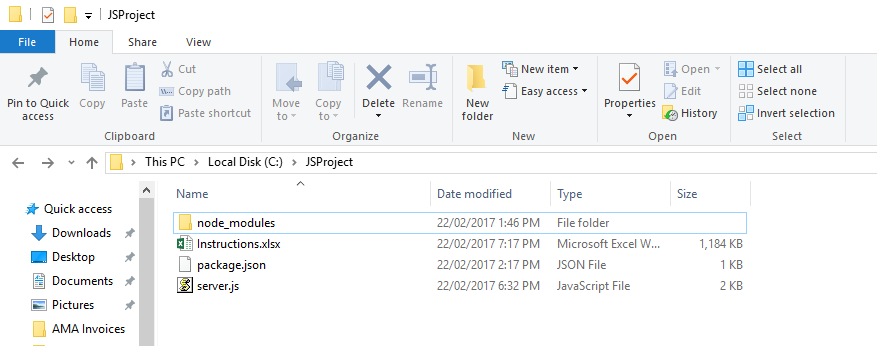 JSProject
File Home Share View
Pin to Quick access
Copy
Paste
Cut
Copy path
Paste shortcut
Clipboard
Move to
Copy to
Delete
Rename
Organize
New folder
New item
Easy access
New
Properties
Open
Edit
History
Open
Select all
Select none
Invert selection
Select
This PC > Local Disk (C:) > JSProject
Quick access
Downloads
Desktop
Documents
Pictures
AMA Invoices
Name Date modified Type Size
node_modules 22/02/2017 1:46 PM File folder
Instructions.xlsx 22/02/2017 7:17 PM Microsoft Excel W... 1,184 KB
package.json 22/02/2017 2:17 PM JSON File 1 KB
server.js 22/02/2017 6:32 PM JavaScript File 2 KB